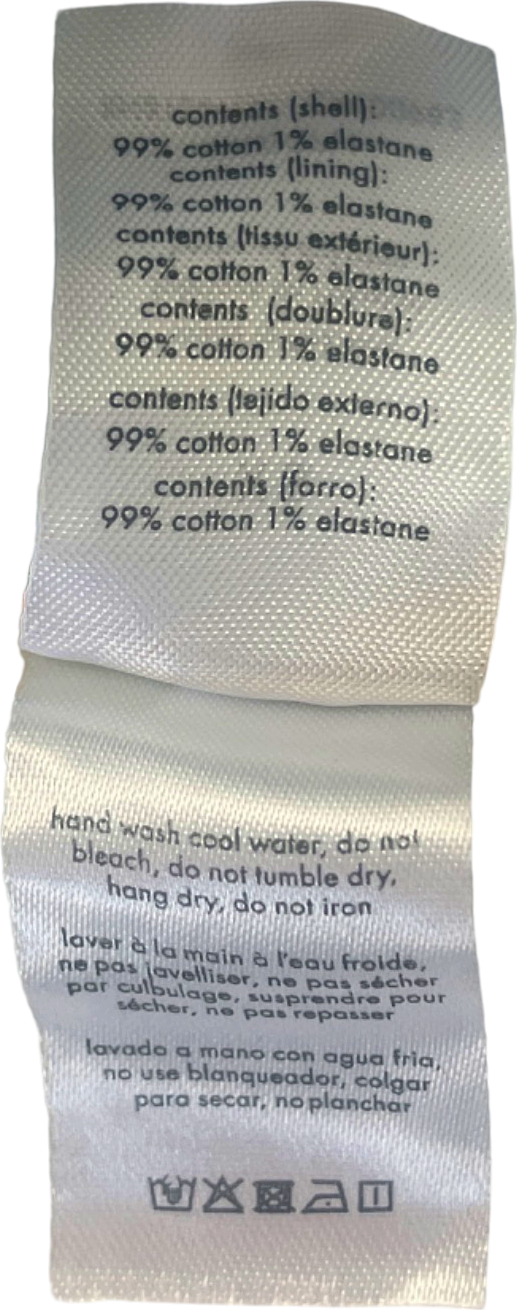 contents (shell):
99% cotton 1% elastane
contents (lining):
99% cotton 1% elastane
contents (tissu extérieur):
99% cotton 1% elastane
contents (doublure):
99% cotton 1% elastane
contents (tejido externo):
99% cotton 1% elastane
contents (forro):
99% cotton 1% elastane
hand wash cool water, do not
bleach, do not tumble dry,
hang dry, do not iron
laver à la main à l'eau froide,
ne pas javelliser, ne pas sécher
par culbulage, susprendre pour
sécher, ne pas repasser
lavado a mano con agua fria,
no use blanqueador, colgar
para secar, no planchar